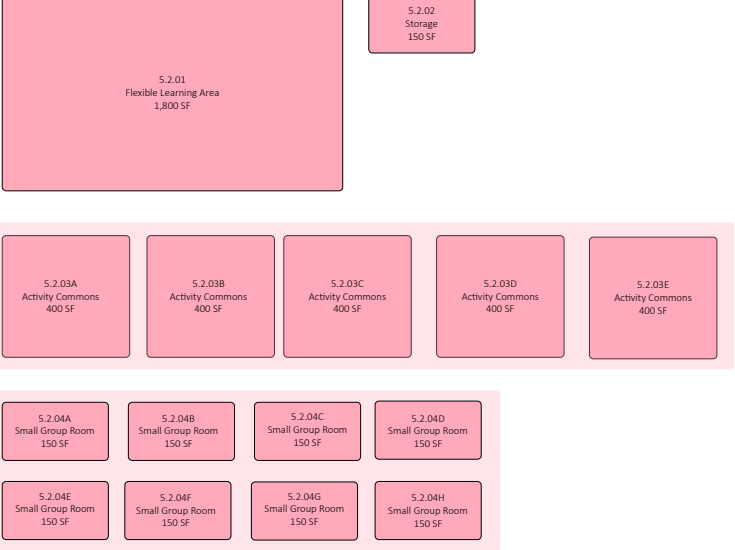 5.2.02
Storage
150 SF
5.2.01
Flexible Learning Area
1,800 SF
5.2.03A
Activity Commons
400 SF
5.2.03B
Activity Commons
400 SF
5.2.03C
Activity Commons
400 SF
5.2.03D
Activity Commons
400 SF
5.2.03E
Activity Commons
400 SF
5.2.04A
Small Group Room
150 SF
5.2.04B
Small Group Room
150 SF
5.2.04C
Small Group Room
150 SF
5.2.04D
Small Group Room
150 SF
5.2.04E
Small Group Room
150 SF
5.2.04F
Small Group Room
150 SF
5.2.04G
Small Group Room
150 SF
5.2.04H
Small Group Room
150 SF